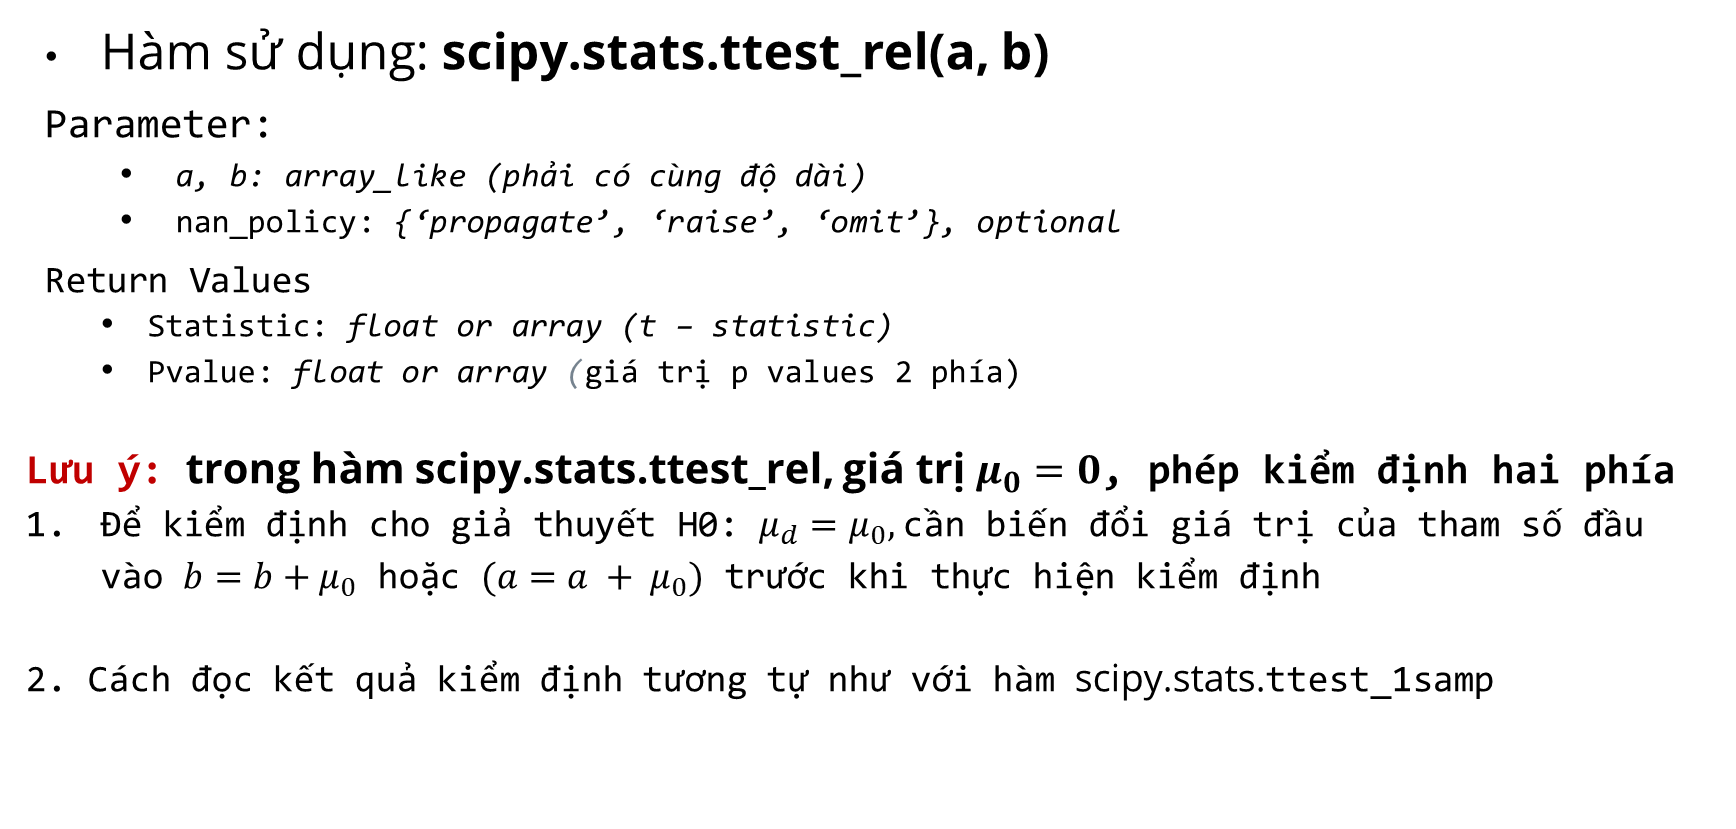 • Hàm sử dụng: scipy.stats.ttest_rel(a, b)
Parameter:
• a, b: array_like (phải có cùng độ dài)
• nan_policy: {‘propagate’, ‘raise’, ‘omit’}, optional
Return Values
• Statistic: float or array (t – statistic)
• Pvalue: float or array (giá trị p values 2 phía)
Lưu ý: trong hàm scipy.stats.ttest_rel, giá trị μ₀ = 0, phép kiểm định hai phía
1. Để kiểm định cho giả thuyết H0: μ_d = μ₀, cần biến đổi giá trị của tham số đầu
vào b = b + μ₀ hoặc (a = a + μ₀) trước khi thực hiện kiểm định
2. Cách đọc kết quả kiểm định tương tự như với hàm scipy.stats.ttest_1samp